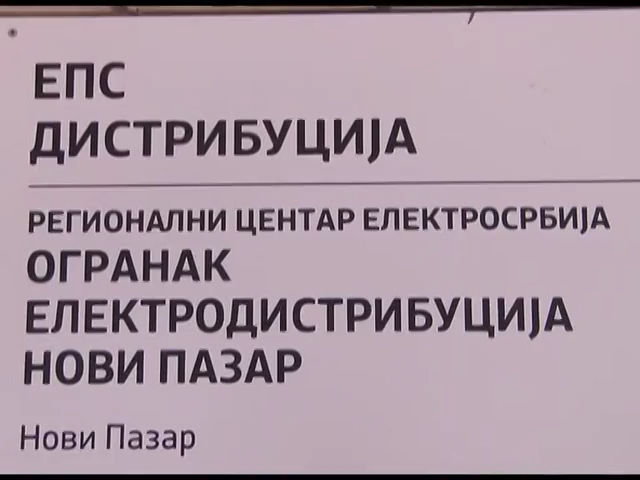 ЕПС
ДИСТРИБУЦИЈА
РЕГИОНАЛНИ ЦЕНТАР ЕЛЕКТРОСРБИЈА
ОГРАНАК
ЕЛЕКТРОДИСТРИБУЦИЈА
НОВИ ПАЗАР
Нови Пазар